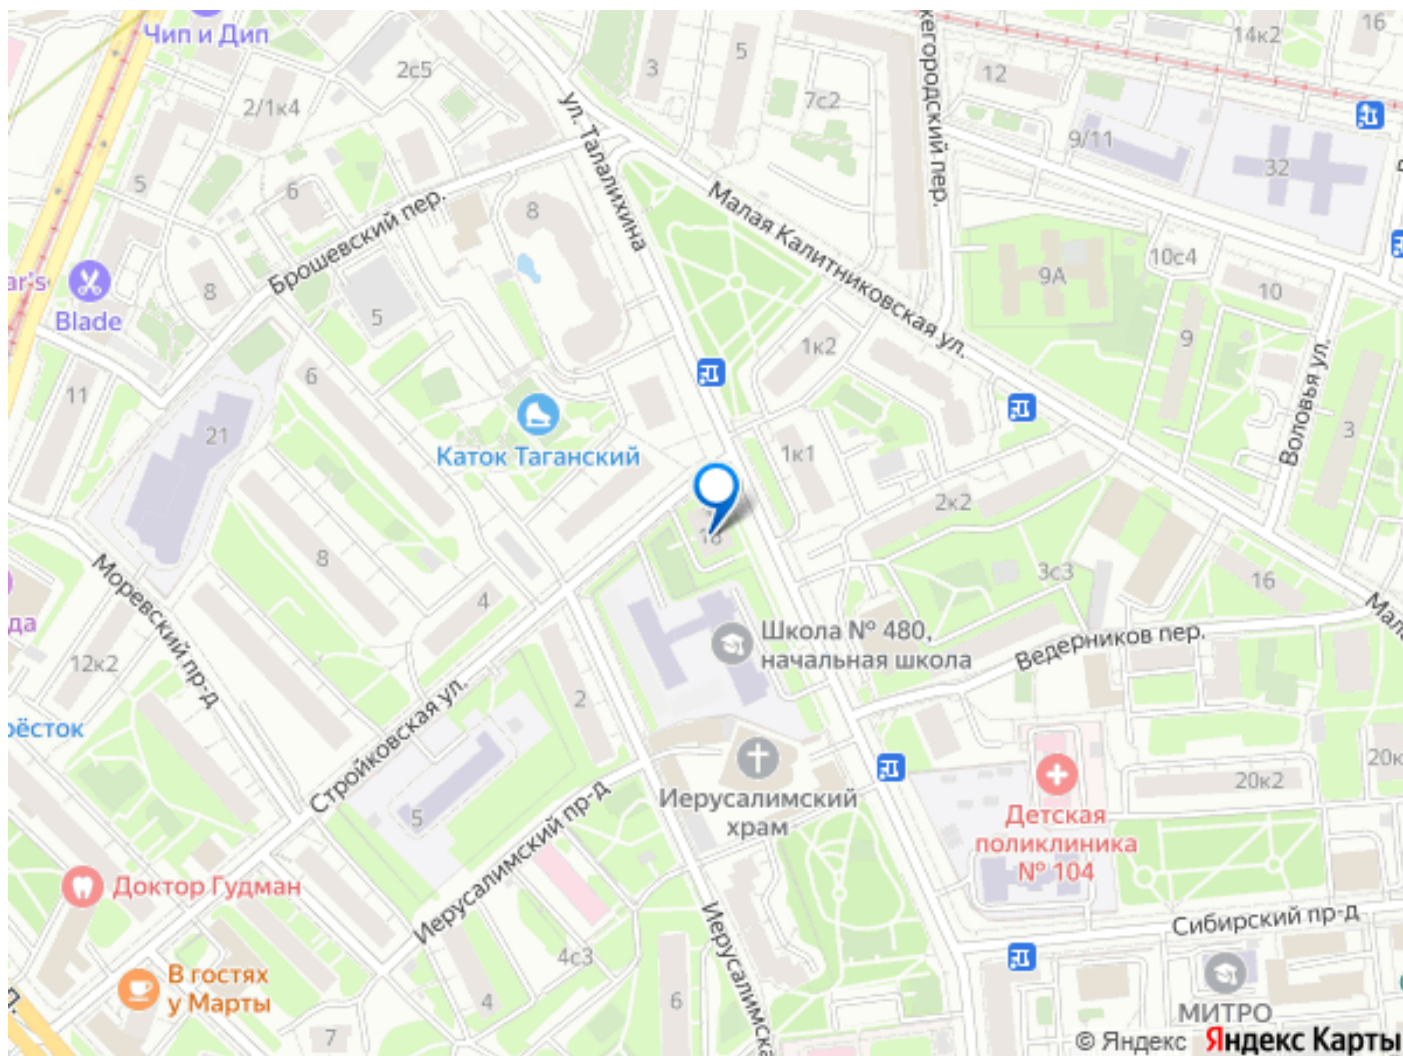 Чип и Дип
2с5
3
5
14к2
16
12
2/1к4
7с2
ул. Талалихина
9/11
32
5
6
Брошевский пер.
8
Малая Калитниковская ул.
10с4
9А
10
8
Blade
5
1к2
9
11
6
Воловья ул.
3
21
Каток Таганский
1к1
2к2
18
8
Моревский пр-д
4
3с3
16
12к2
Школа № 480,
начальная школа
Ведерников пер.
2
Стройковская ул.
Иерусалимский
храм
20к2
5
Детская
поликлиника
№ 104
Иерусалимский пр-д
Доктор Гудман
Сибирский пр-д
4с3
В гостях
у Марты
4
6
7
МИТРО
© Яндекс Яндекс Карты